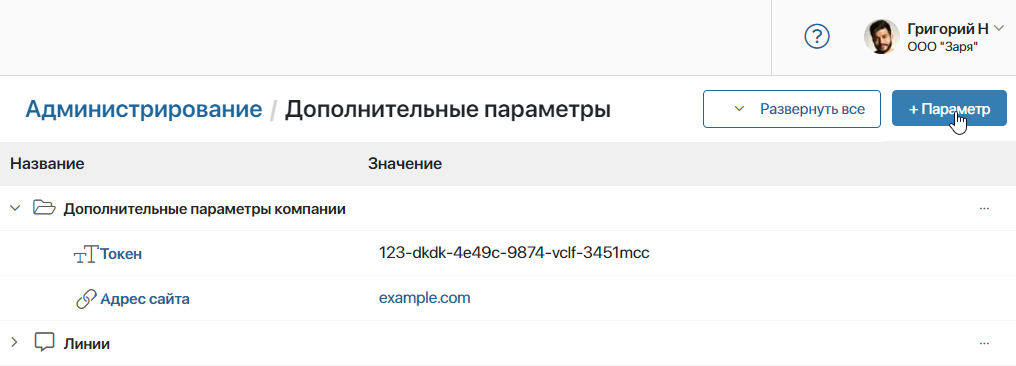 ?
Григорий Н
ООО "Заря"
Администрирование / Дополнительные параметры
Развернуть все
+ Параметр
Название Значение
Дополнительные параметры компании ...
Токен 123-dkdk-4e49c-9874-vclf-3451mcc
Адрес сайта example.com
Линии ...